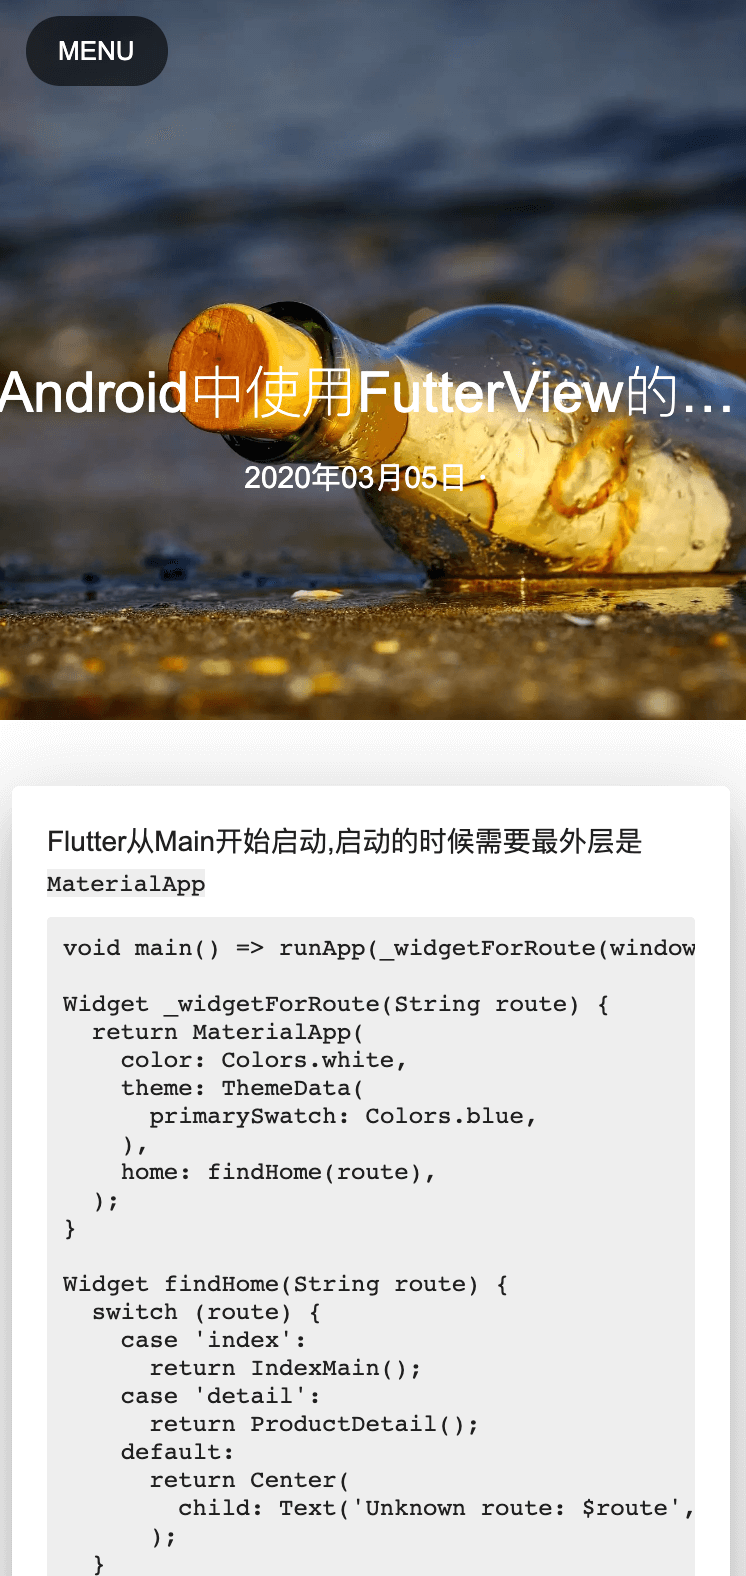 MENU
Android中使用FutterView的...
2020年03月05日 ·
Flutter从Main开始启动,启动的时候需要最外层是
MaterialApp
void main() => runApp(_widgetForRoute(window
Widget _widgetForRoute(String route) {
  return MaterialApp(
    color: Colors.white,
    theme: ThemeData(
      primarySwatch: Colors.blue,
    ),
    home: findHome(route),
  );
}
Widget findHome(String route) {
  switch (route) {
    case 'index':
      return IndexMain();
    case 'detail':
      return ProductDetail();
    default:
      return Center(
        child: Text('Unknown route: $route',
      );
  }